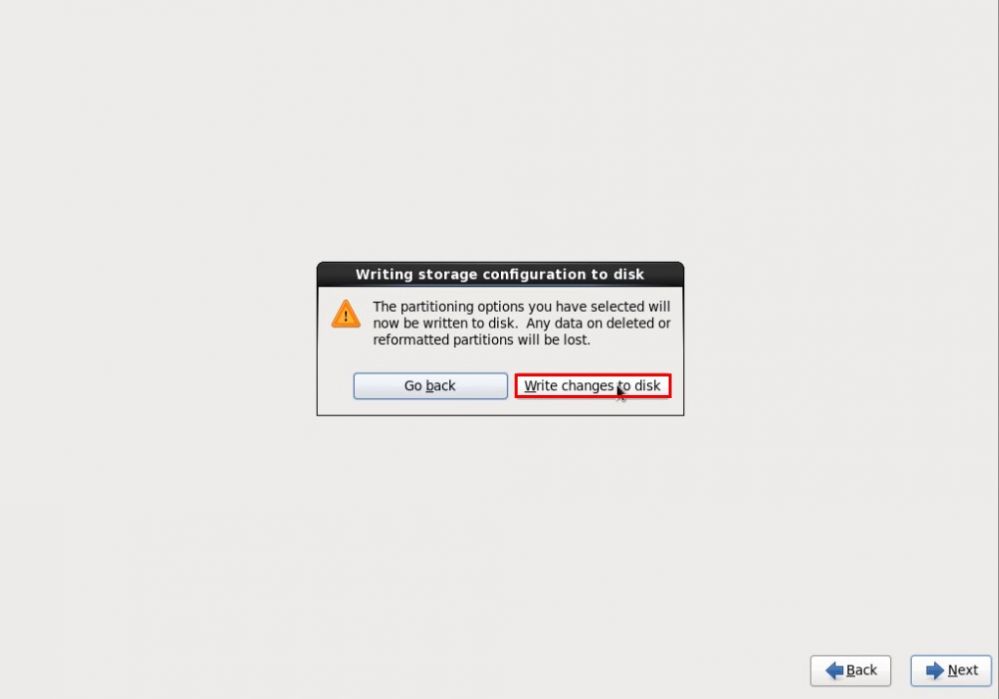 Writing storage configuration to disk
The partitioning options you have selected will
now be written to disk.  Any data on deleted or
reformatted partitions will be lost.
Go back
Write changes to disk
Back
Next